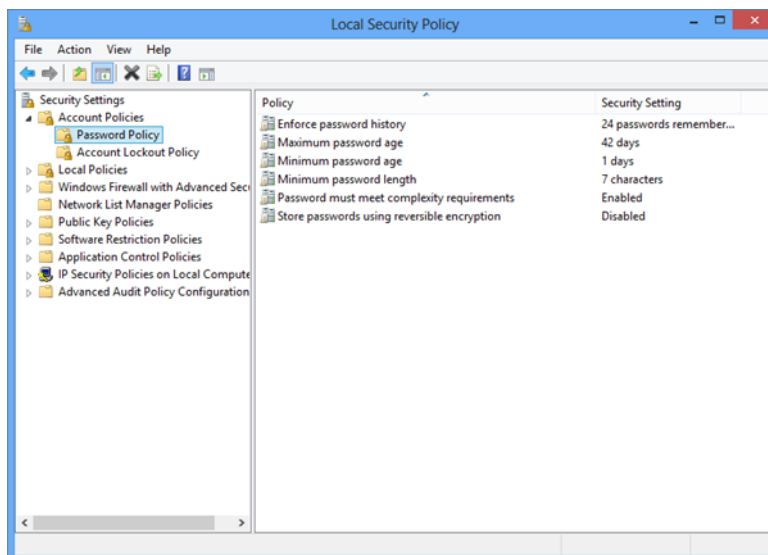 Local Security Policy
File Action View Help
Security Settings
Account Policies
Password Policy
Account Lockout Policy
Local Policies
Windows Firewall with Advanced Secu
Network List Manager Policies
Public Key Policies
Software Restriction Policies
Application Control Policies
IP Security Policies on Local Compute
Advanced Audit Policy Configuration
Policy Security Setting
Enforce password history 24 passwords remember...
Maximum password age 42 days
Minimum password age 1 days
Minimum password length 7 characters
Password must meet complexity requirements Enabled
Store passwords using reversible encryption Disabled